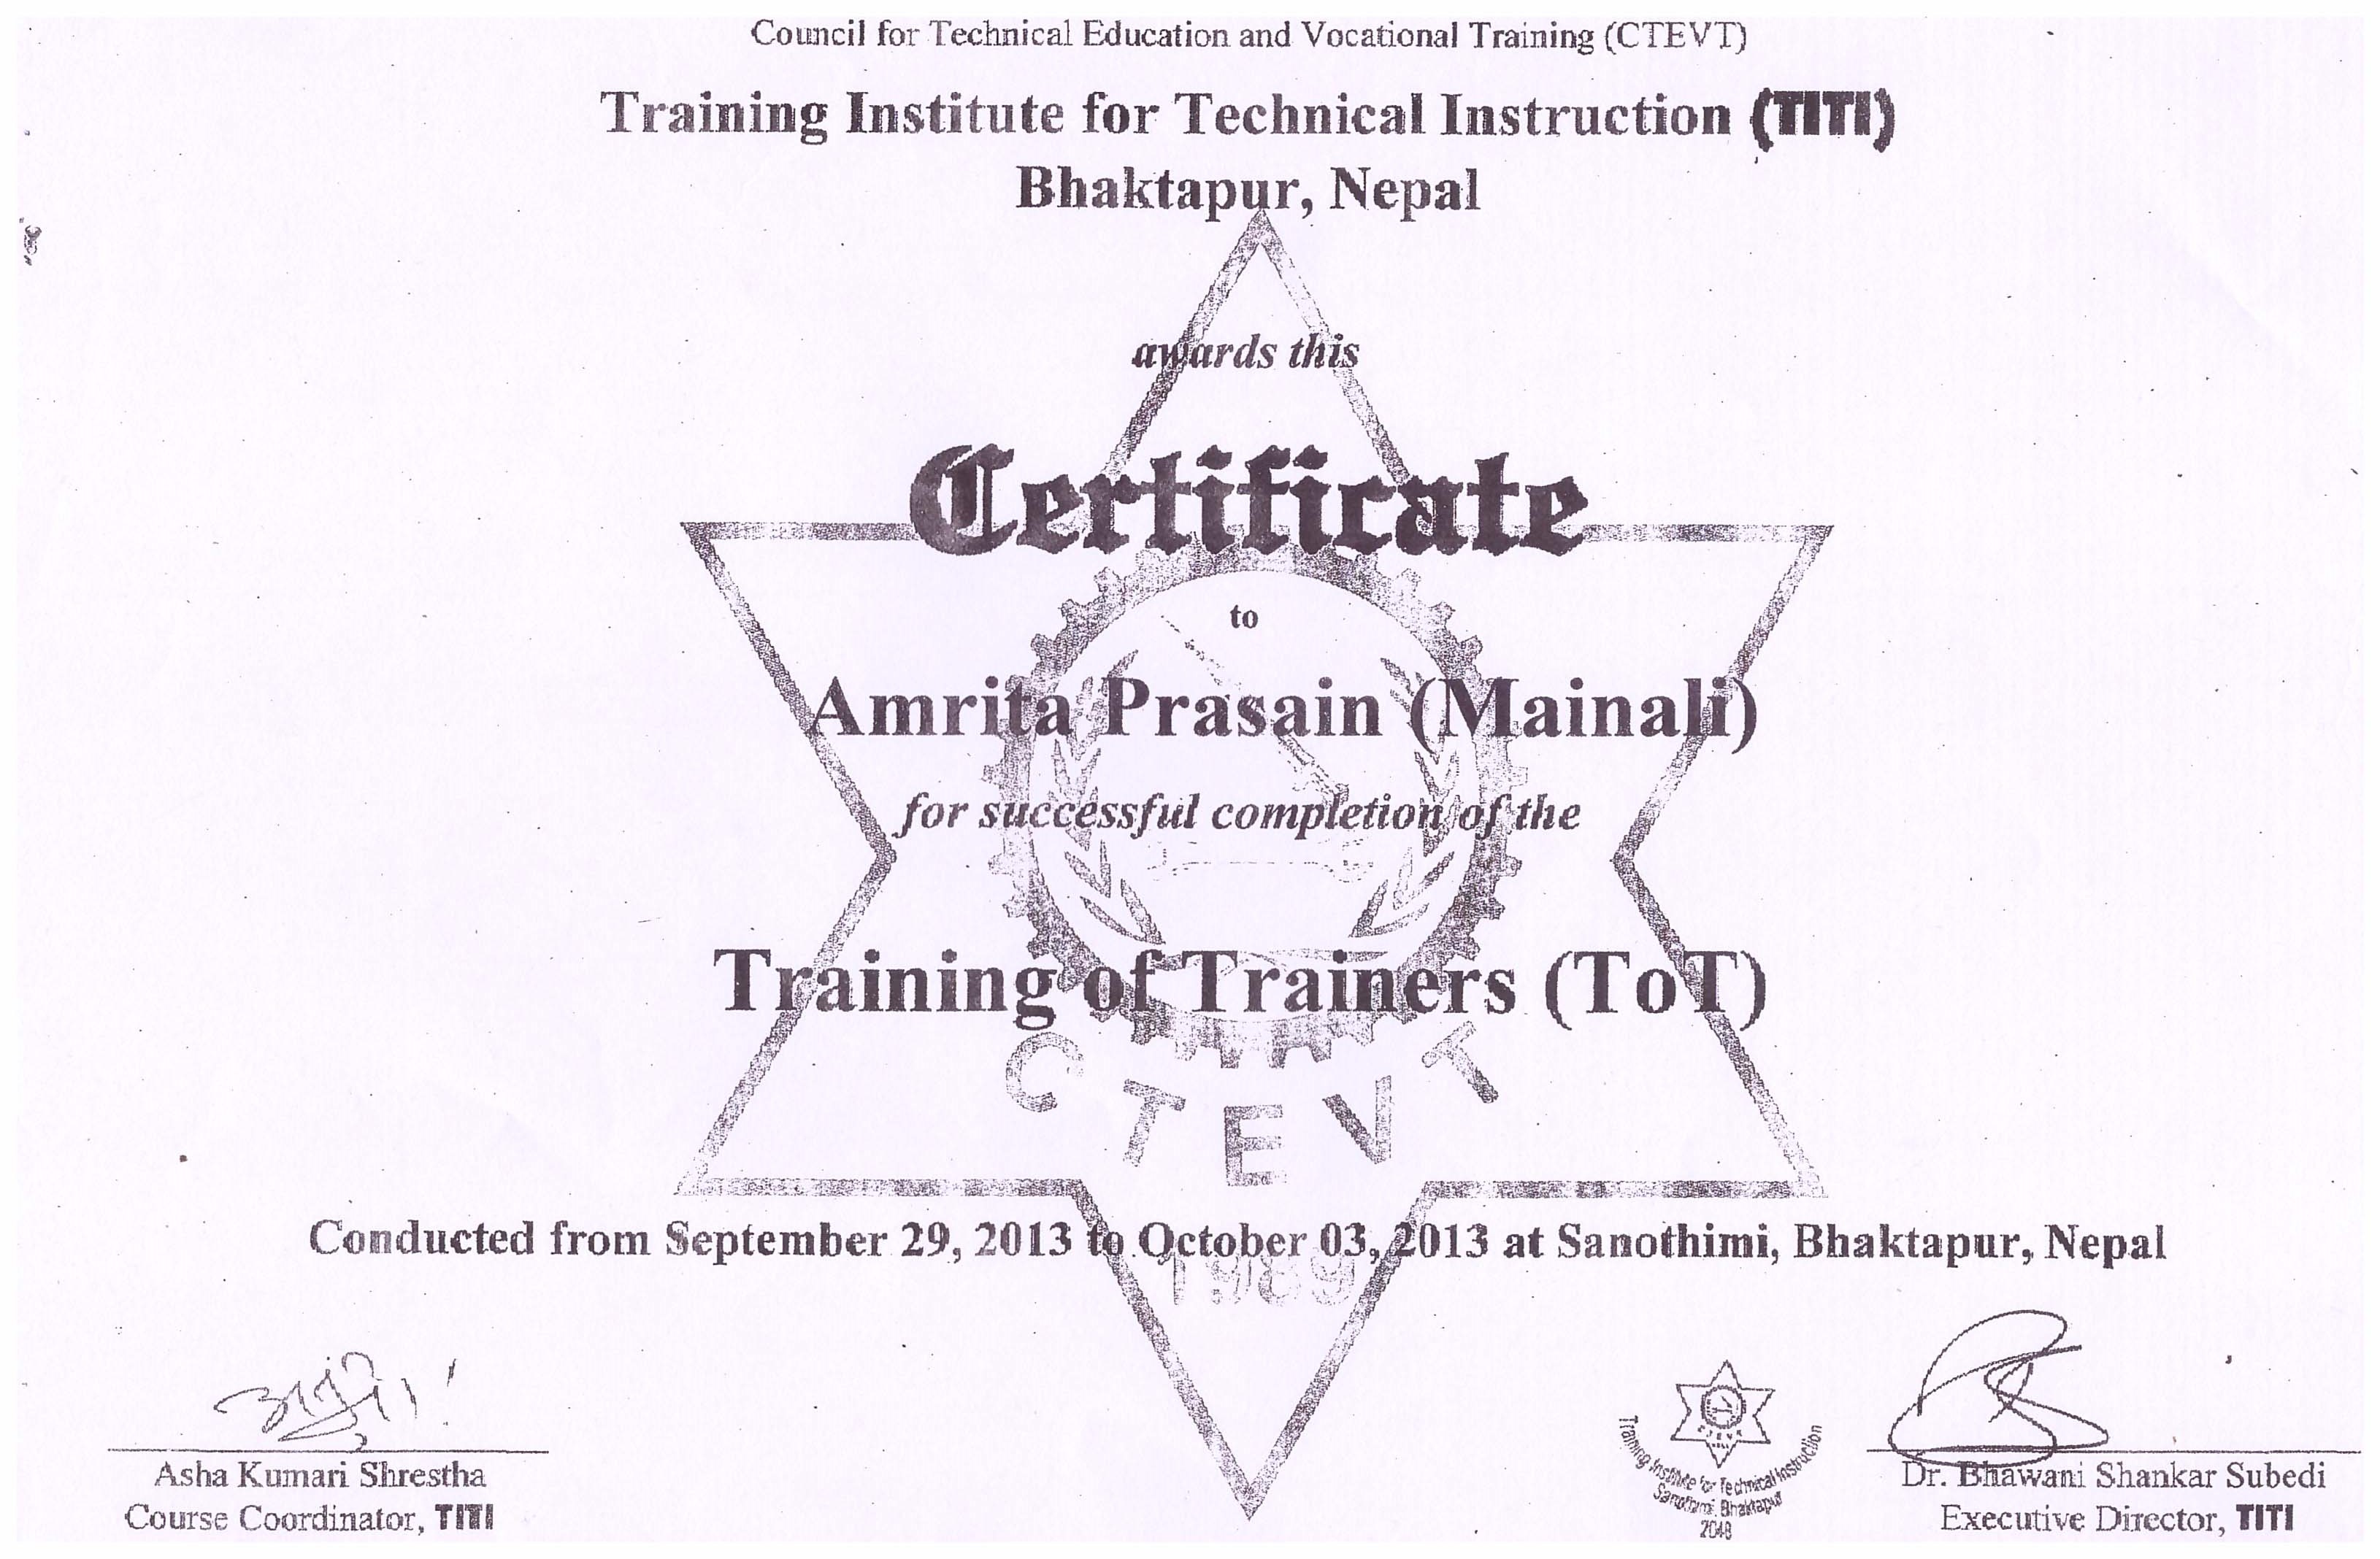 Council for Technical Education and Vocational Training (CTEVT)
Training Institute for Technical Instruction (TITI)
Bhaktapur, Nepal
awards this
Certificate
to
Amrita Prasain (Mainali)
for successful completion of the
Training of Trainers (ToT)
CTEVT
Conducted from September 29, 2013 to October 03, 2013 at Sanothimi, Bhaktapur, Nepal
1989
Asha Kumari Shrestha
Course Coordinator, TITI
Training Institute for Technical Instruction
Sanothimi, Bhaktapur
2048
Dr. Bhawani Shankar Subedi
Executive Director, TITI